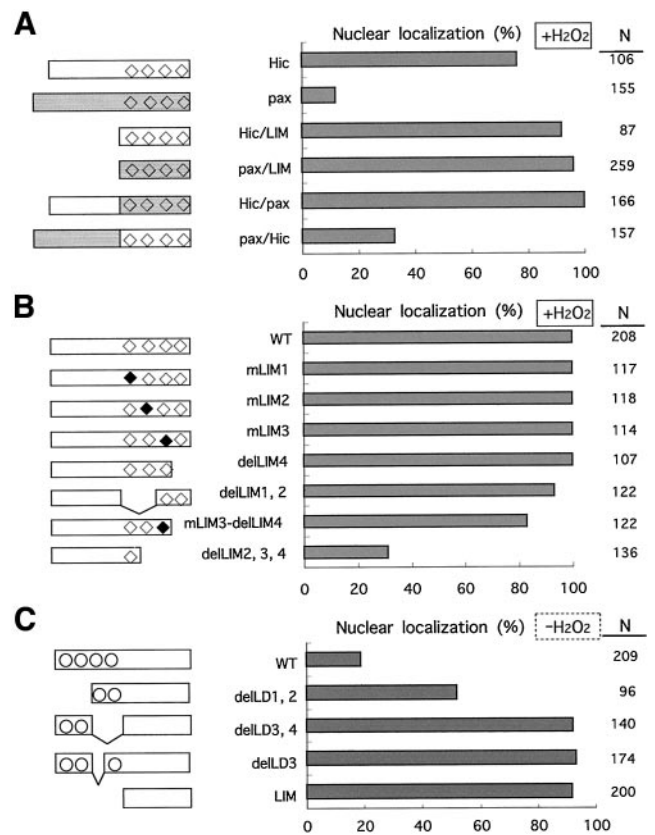 A
Nuclear localization (%) +H2O2 N
Hic 106
pax 155
Hic/LIM 87
pax/LIM 259
Hic/pax 166
pax/Hic 157
0 20 40 60 80 100
B
Nuclear localization (%) +H2O2 N
WT 208
mLIM1 117
mLIM2 118
mLIM3 114
delLIM4 107
delLIM1, 2 122
mLIM3-delLIM4 122
delLIM2, 3, 4 136
0 20 40 60 80 100
C
Nuclear localization (%) -H2O2 N
WT 209
delLD1, 2 96
delLD3, 4 140
delLD3 174
LIM 200
0 20 40 60 80 100